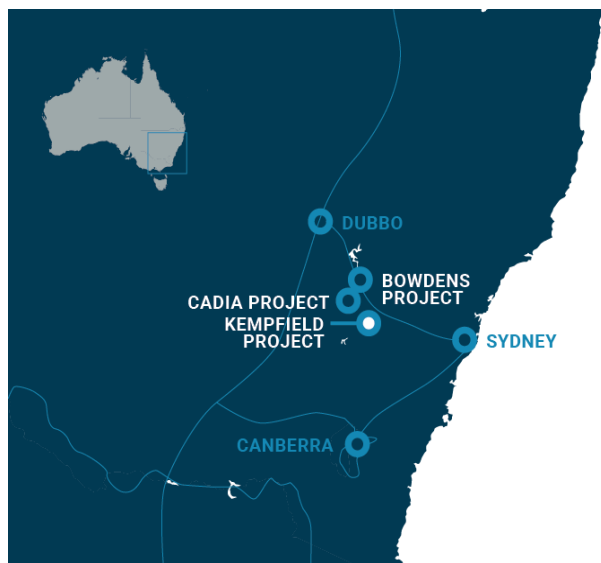 DUBBO
BOWDENS
PROJECT
CADIA PROJECT
KEMPFIELD
PROJECT
SYDNEY
CANBERRA